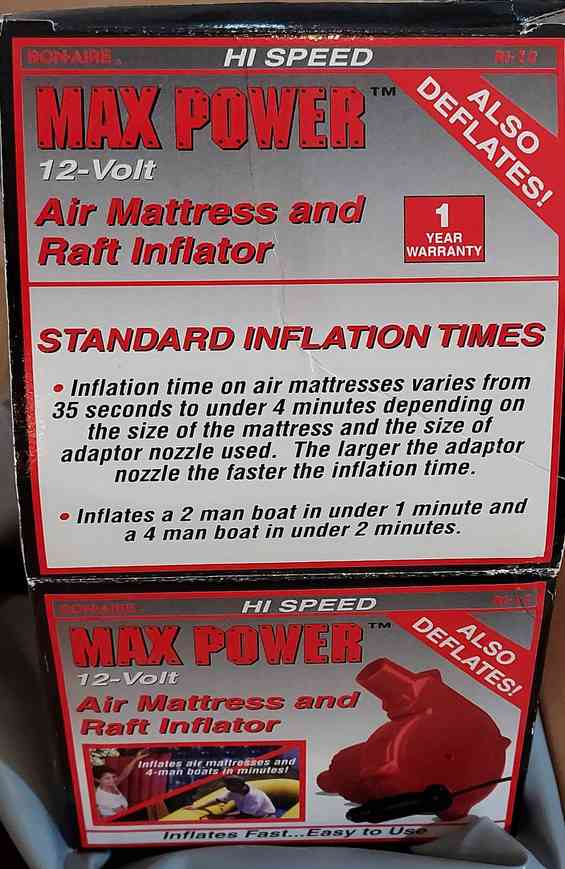 BON-AIRE
HI SPEED
MAX POWER™
12-Volt
Air Mattress and
Raft Inflator
ALSO
DEFLATES!
1
YEAR
WARRANTY
STANDARD INFLATION TIMES
• Inflation time on air mattresses varies from
35 seconds to under 4 minutes depending on
the size of the mattress and the size of
adaptor nozzle used. The larger the adaptor
nozzle the faster the inflation time.
• Inflates a 2 man boat in under 1 minute and
a 4 man boat in under 2 minutes.
BON-AIRE
HI SPEED
MAX POWER™
12-Volt
Air Mattress and
Raft Inflator
ALSO
DEFLATES!
Inflates air mattresses and
4-man boats in minutes!
Inflates Fast...Easy to Use